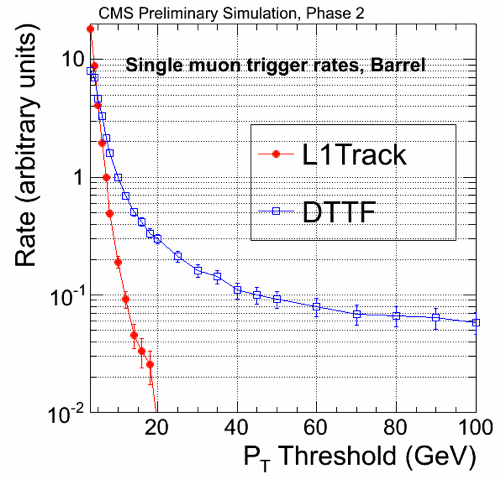 CMS Preliminary Simulation, Phase 2
Single muon trigger rates, Barrel
L1Track
DTTF
Rate (arbitrary units)
10
1
10⁻¹
10⁻²
20 40 60 80 100
P_T Threshold (GeV)